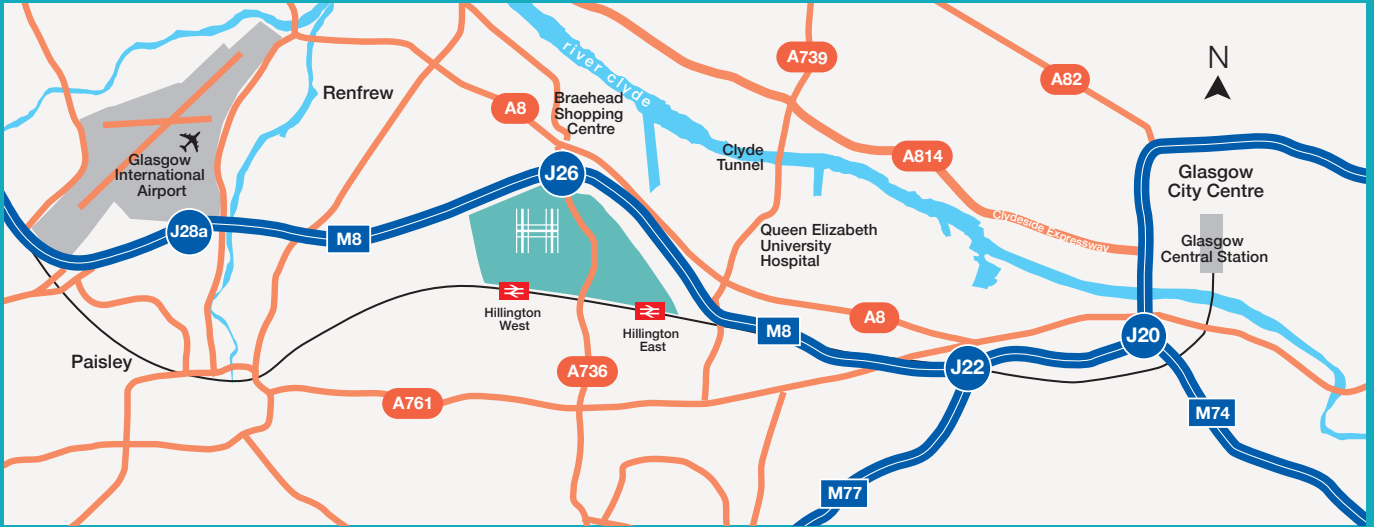 river clyde
A739
A82
N
Renfrew
A8
Braehead
Shopping
Centre
Clyde
Tunnel
A814
Glasgow
International
Airport
J26
Glasgow
City Centre
J28a
M8
Clydeside Expressway
Queen Elizabeth
University
Hospital
Glasgow
Central Station
Hillington
West
Hillington
East
A8
M8
J20
Paisley
J22
A736
A761
M74
M77